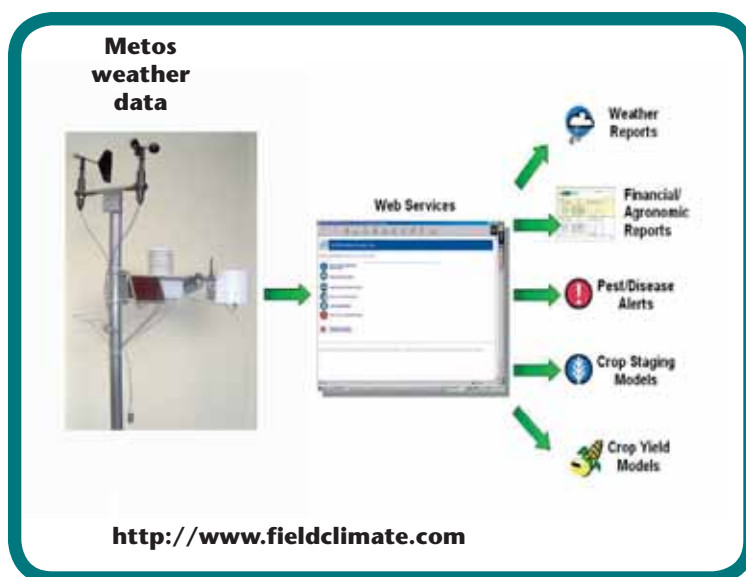 Metos
weather
data
Web Services
Weather
Reports
Financial/
Agronomic
Reports
Pest/Disease
Alerts
Crop Staging
Models
Crop Yield
Models
http://www.fieldclimate.com